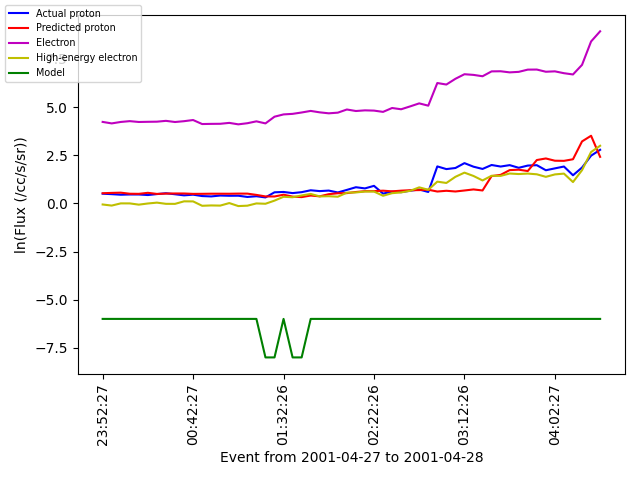 Actual proton
Predicted proton
Electron
High-energy electron
Model
5.0
2.5
0.0
−2.5
−5.0
−7.5
ln(Flux (/cc/s/sr))
23:52:27
00:42:27
01:32:26
02:22:26
03:12:26
04:02:27
Event from 2001-04-27 to 2001-04-28